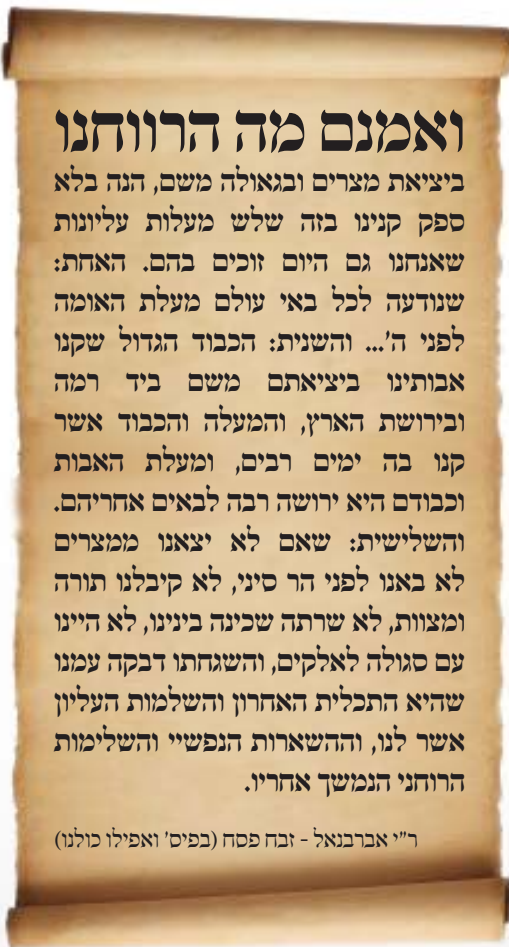 ואמנם מה הרווחנו
ביציאת מצרים ובגאולה משם, הנה בלא
ספק קנינו בזה שלש מעלות עליונות
שאנחנו גם היום זוכים בהם. האחת:
שנודעה לכל באי עולם מעלת האומה
לפני ה'... והשנית: הכבוד הגדול שקנו
אבותינו ביציאתם משם ביד רמה
ובירושת הארץ, והמעלה והכבוד אשר
קנו בה ימים רבים, ומעלת האבות
וכבודם היא ירושה רבה לבאים אחריהם.
והשלישית: שאם לא יצאנו ממצרים
לא באנו לפני הר סיני, לא קיבלנו תורה
ומצוות, לא שרתה שכינה בינינו, לא היינו
עם סגולה לאלקים, והשגחתו דבקה עמנו
שהיא התכלית האחרון והשלמות העליון
אשר לנו, וההשארות הנפשיי והשלימות
הרוחני הנמשך אחריו.
ר"י אברבנאל - זבח פסח (בפיס' ואפילו כולנו)